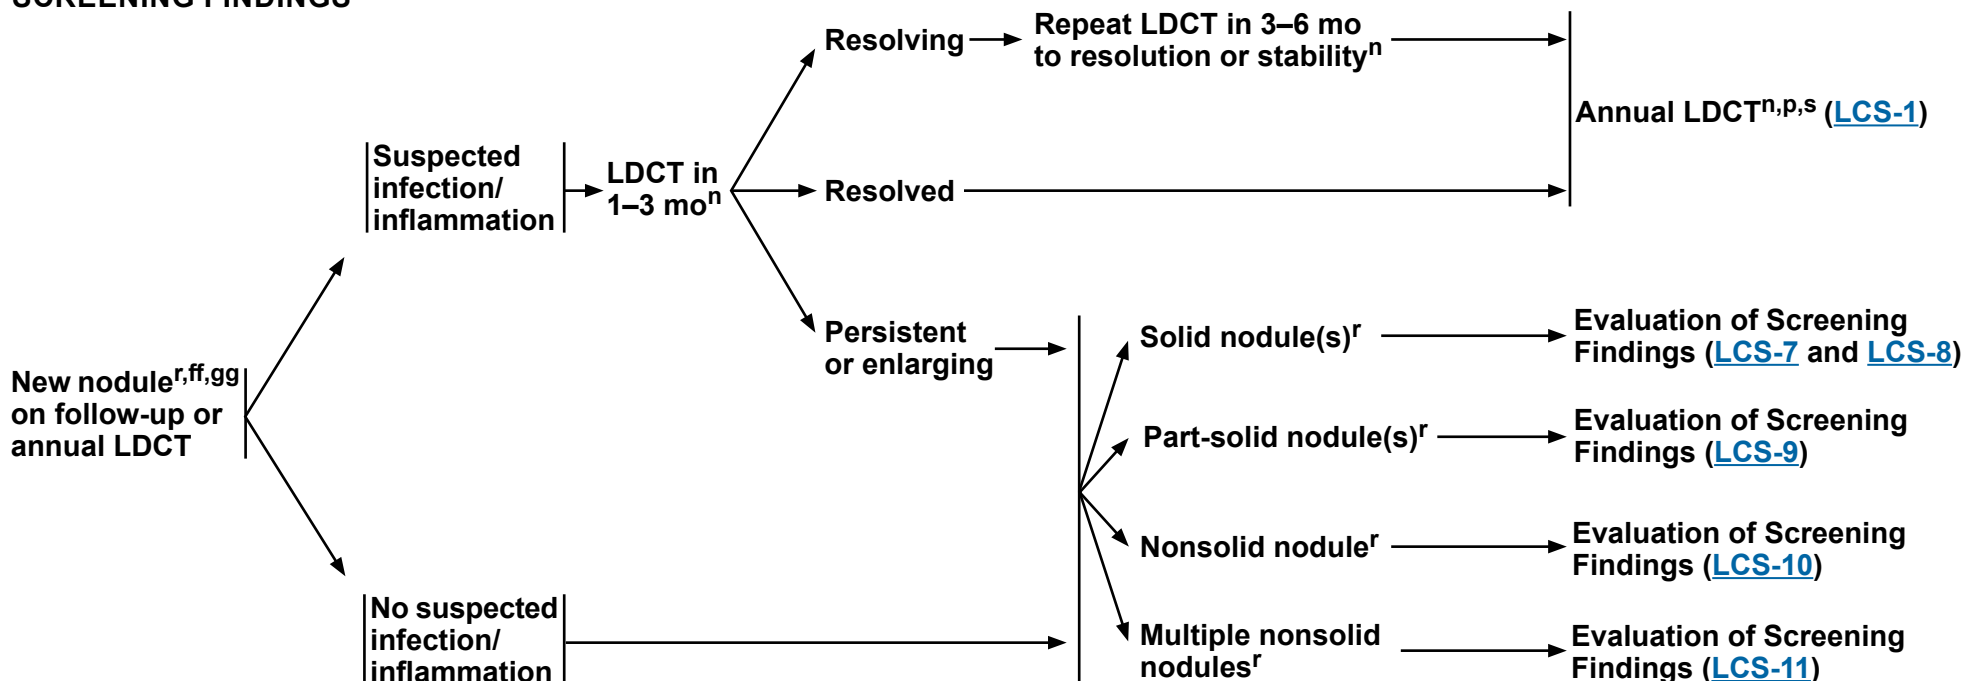 SCREENING FINDINGS
Resolving
Repeat LDCT in 3–6 mo
to resolution or stabilityⁿ
Annual LDCTn,p,s (LCS-1)
Suspected
infection/
inflammation
LDCT in
1–3 moⁿ
Resolved
New noduler,ff,gg
on follow-up or
annual LDCT
Persistent
or enlarging
Solid nodule(s)r
Evaluation of Screening
Findings (LCS-7 and LCS-8)
Part-solid nodule(s)r
Evaluation of Screening
Findings (LCS-9)
Nonsolid noduler
Evaluation of Screening
Findings (LCS-10)
No suspected
infection/
inflammation
Multiple nonsolid
nodulesr
Evaluation of Screening
Findings (LCS-11)